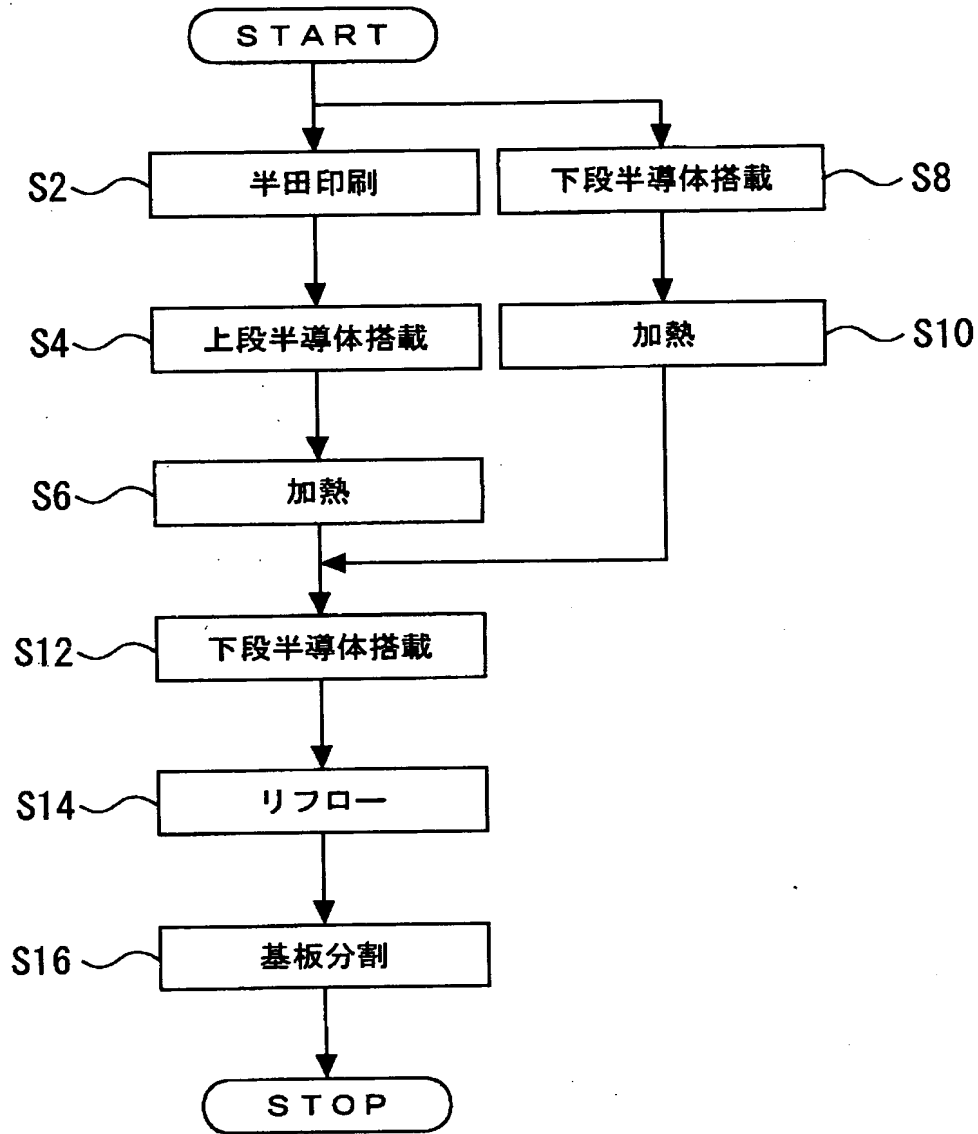 START
S2
半田印刷
下段半導体搭載
S8
S4
上段半導体搭載
加熱
S10
S6
加熱
S12
下段半導体搭載
S14
リフロー
S16
基板分割
STOP